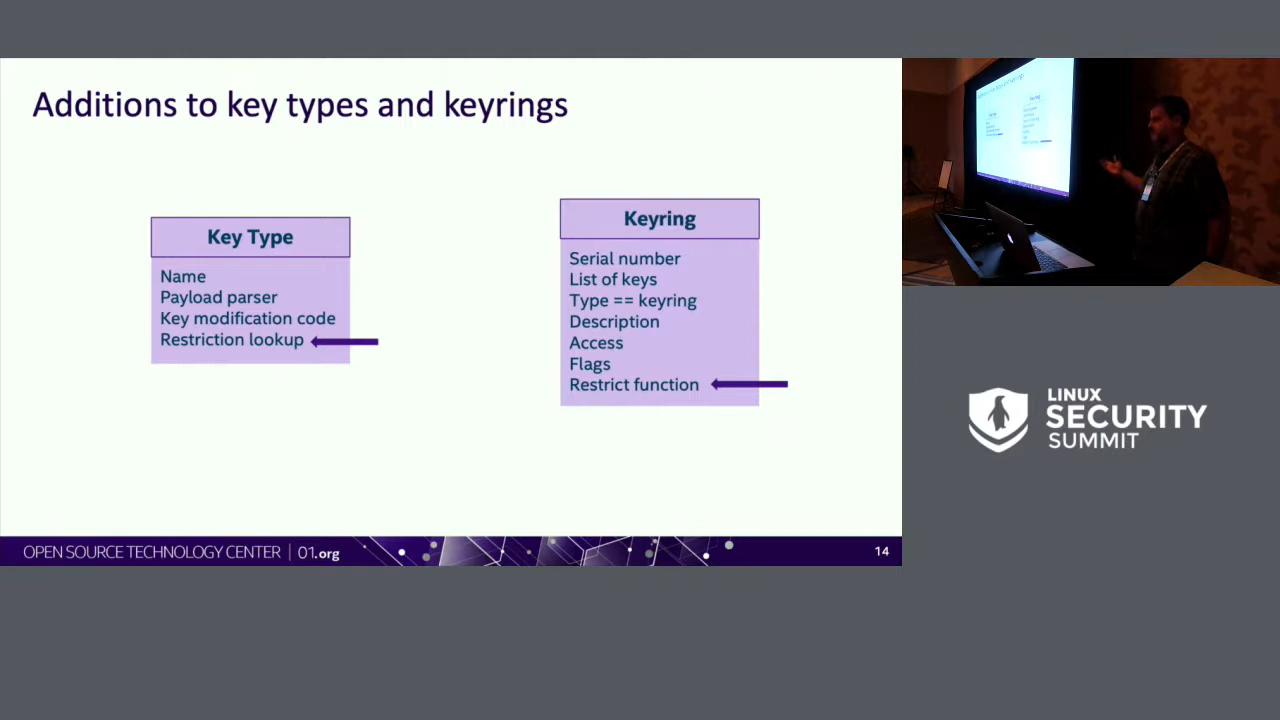 Additions to key types and keyrings
Key Type
Name
Payload parser
Key modification code
Restriction lookup
Keyring
Serial number
List of keys
Type == keyring
Description
Access
Flags
Restrict function
OPEN SOURCE TECHNOLOGY CENTER | 01.org
14
LINUX
SECURITY
SUMMIT